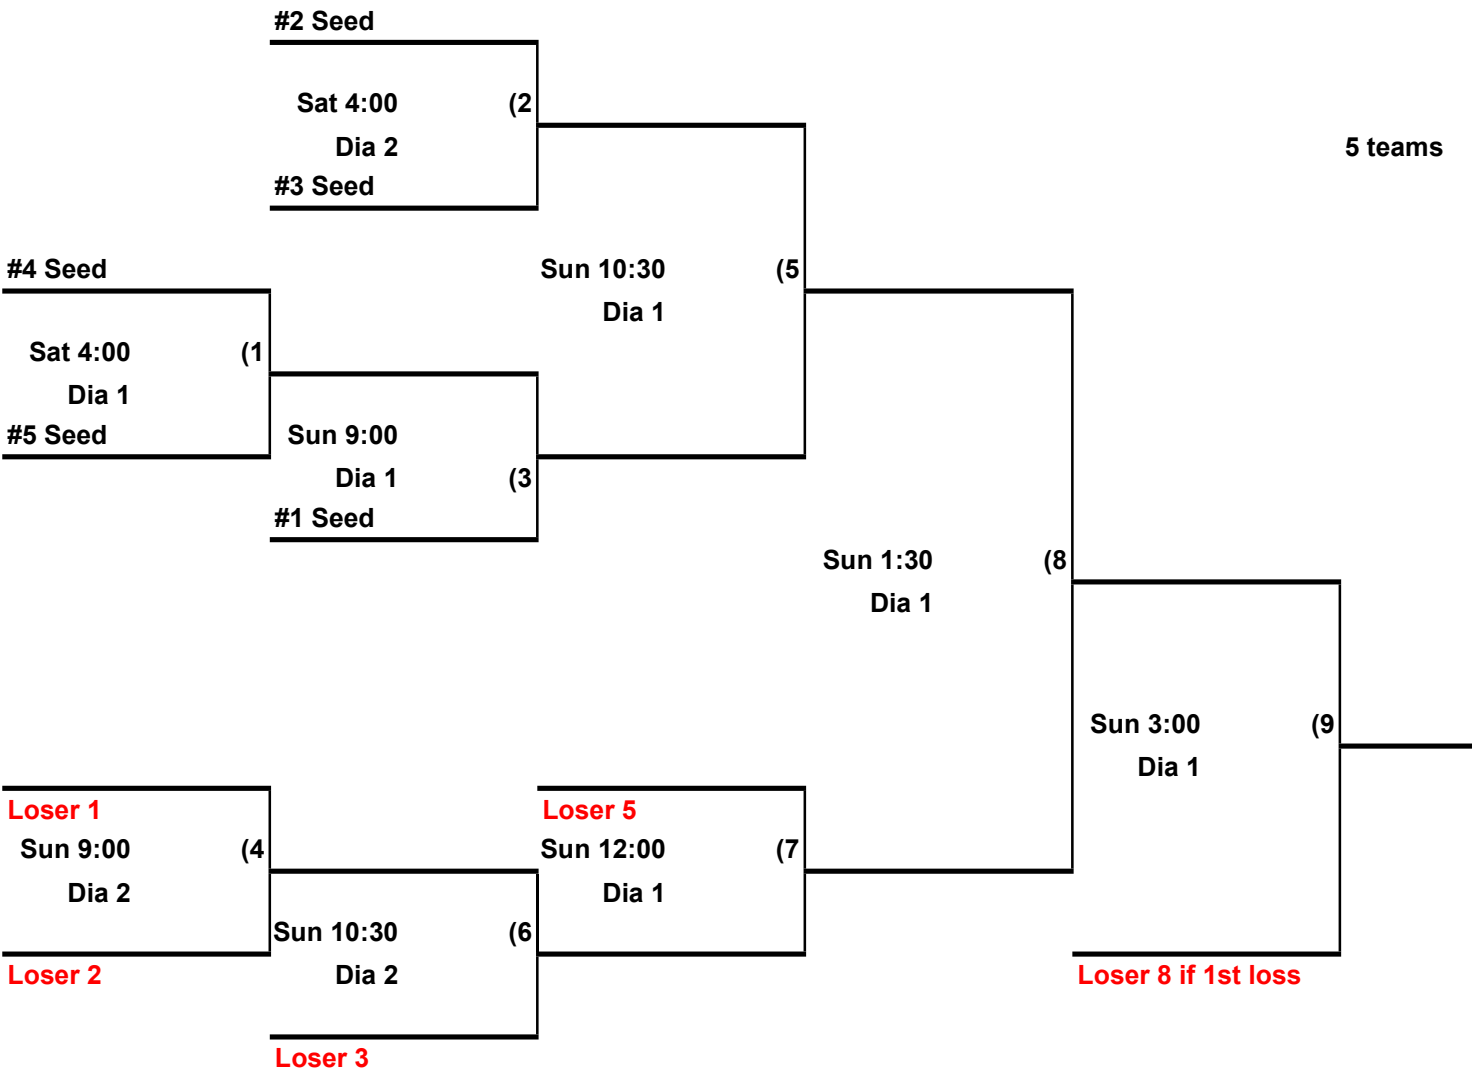 #2 Seed
Sat 4:00 (2
Dia 2
5 teams
#3 Seed
#4 Seed
Sun 10:30 (5
Dia 1
Sat 4:00 (1
Dia 1
#5 Seed
Sun 9:00
Dia 1 (3
#1 Seed
Sun 1:30 (8
Dia 1
Sun 3:00 (9
Dia 1
Loser 1
Loser 5
Sun 9:00 (4
Sun 12:00 (7
Dia 2
Dia 1
Sun 10:30 (6
Loser 2
Dia 2
Loser 8 if 1st loss
Loser 3